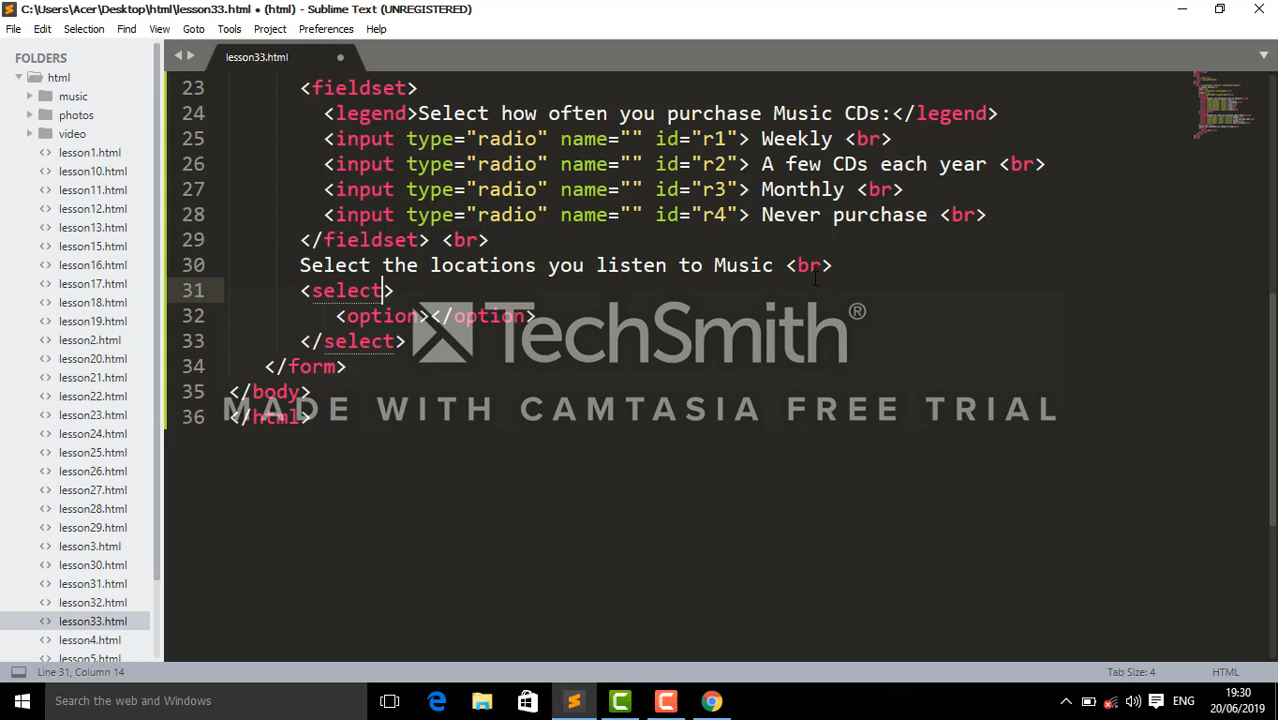 C:\Users\Acer\Desktop\html\lesson33.html • (html) - Sublime Text (UNREGISTERED)
File Edit Selection Find View Goto Tools Project Preferences Help
FOLDERS
html
music
photos
video
lesson1.html
lesson10.html
lesson11.html
lesson12.html
lesson13.html
lesson15.html
lesson16.html
lesson17.html
lesson18.html
lesson19.html
lesson2.html
lesson20.html
lesson21.html
lesson22.html
lesson23.html
lesson24.html
lesson25.html
lesson26.html
lesson27.html
lesson28.html
lesson29.html
lesson3.html
lesson30.html
lesson31.html
lesson32.html
lesson33.html
lesson4.html
lesson5.html
lesson33.html
23 <fieldset>
24 <legend>Select how often you purchase Music CDs:</legend>
25 <input type="radio" name="" id="r1"> Weekly <br>
26 <input type="radio" name="" id="r2"> A few CDs each year <br>
27 <input type="radio" name="" id="r3"> Monthly <br>
28 <input type="radio" name="" id="r4"> Never purchase <br>
29 </fieldset> <br>
30 Select the locations you listen to Music <br>
31 <select>
32 <option></option>
33 </select>
34 </form>
35 </body>
36 </html>
TechSmith®
MADE WITH CAMTASIA FREE TRIAL
Line 31, Column 14
Tab Size: 4
HTML
Search the web and Windows
ENG
19:30
20/06/2019